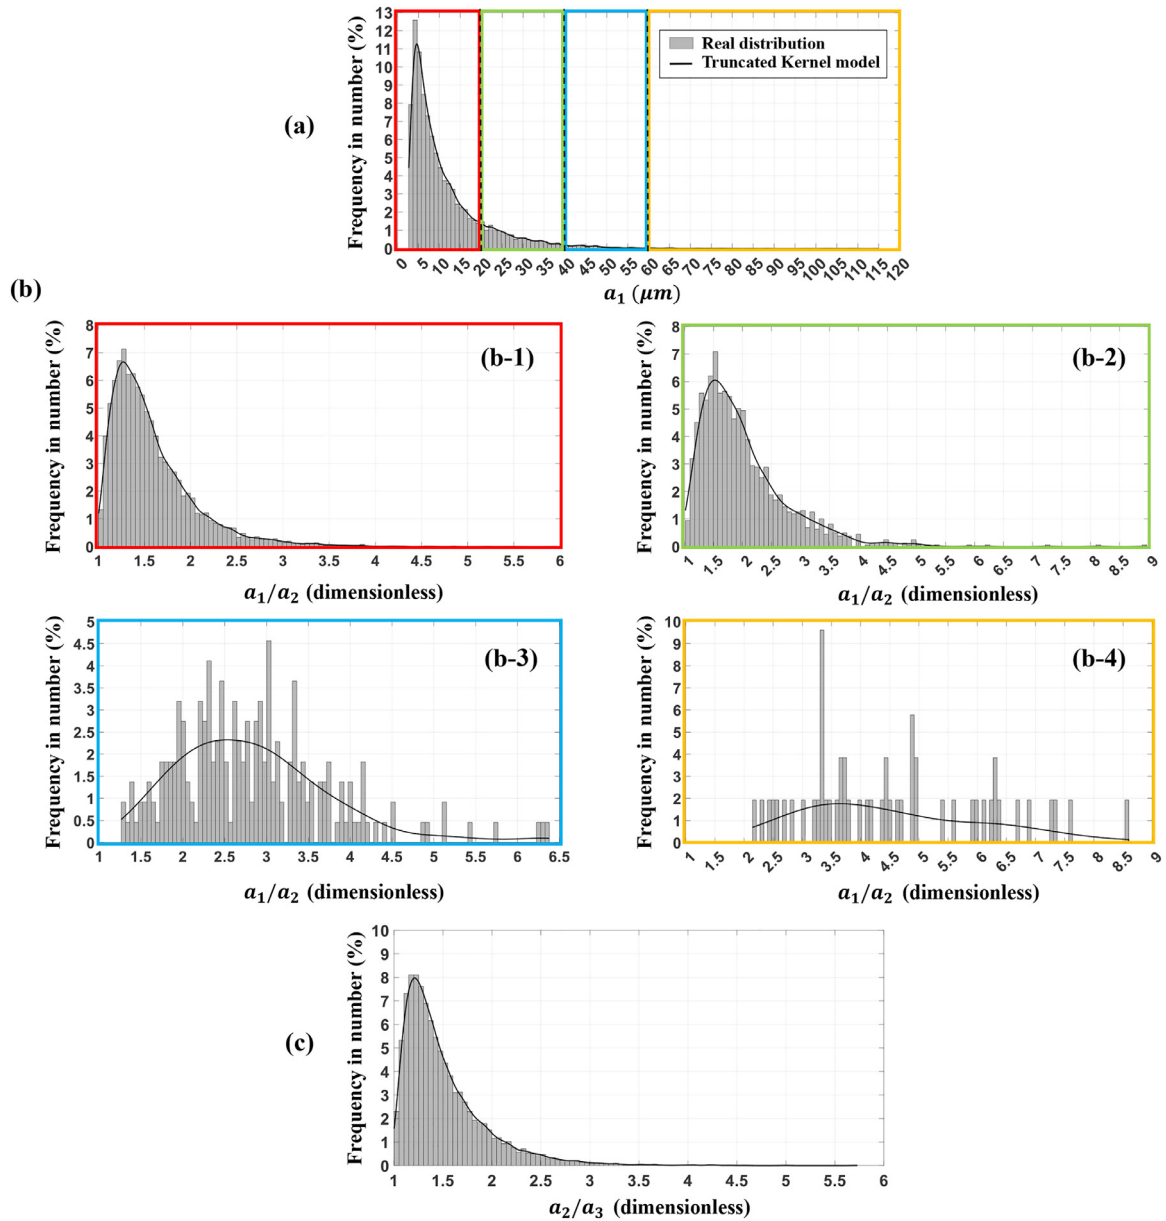 13
12
11
10
9
8
7
6
5
4
3
2
1
0
Frequency in number (%)
Real distribution
Truncated Kernel model
(a)
0 5 10 15 20 25 30 35 40 45 50 55 60 65 70 75 80 85 90 95 100 105 110 115 120
a₁ (μm)
(b)
8
7
6
5
4
3
2
1
0
Frequency in number (%)
(b-1)
1 1.5 2 2.5 3 3.5 4 4.5 5 5.5 6
a₁/a₂ (dimensionless)
8
7
6
5
4
3
2
1
0
Frequency in number (%)
(b-2)
1 1.5 2 2.5 3 3.5 4 4.5 5 5.5 6 6.5 7 7.5 8 8.5 9
a₁/a₂ (dimensionless)
5
4.5
4
3.5
3
2.5
2
1.5
1
0.5
0
Frequency in number (%)
(b-3)
1 1.5 2 2.5 3 3.5 4 4.5 5 5.5 6 6.5
a₁/a₂ (dimensionless)
10
9
8
7
6
5
4
3
2
1
0
Frequency in number (%)
(b-4)
1 1.5 2 2.5 3 3.5 4 4.5 5 5.5 6 6.5 7 7.5 8 8.5 9
a₁/a₂ (dimensionless)
10
9
8
7
6
5
4
3
2
1
0
Frequency in number (%)
(c)
1 1.5 2 2.5 3 3.5 4 4.5 5 5.5 6
a₂/a₃ (dimensionless)